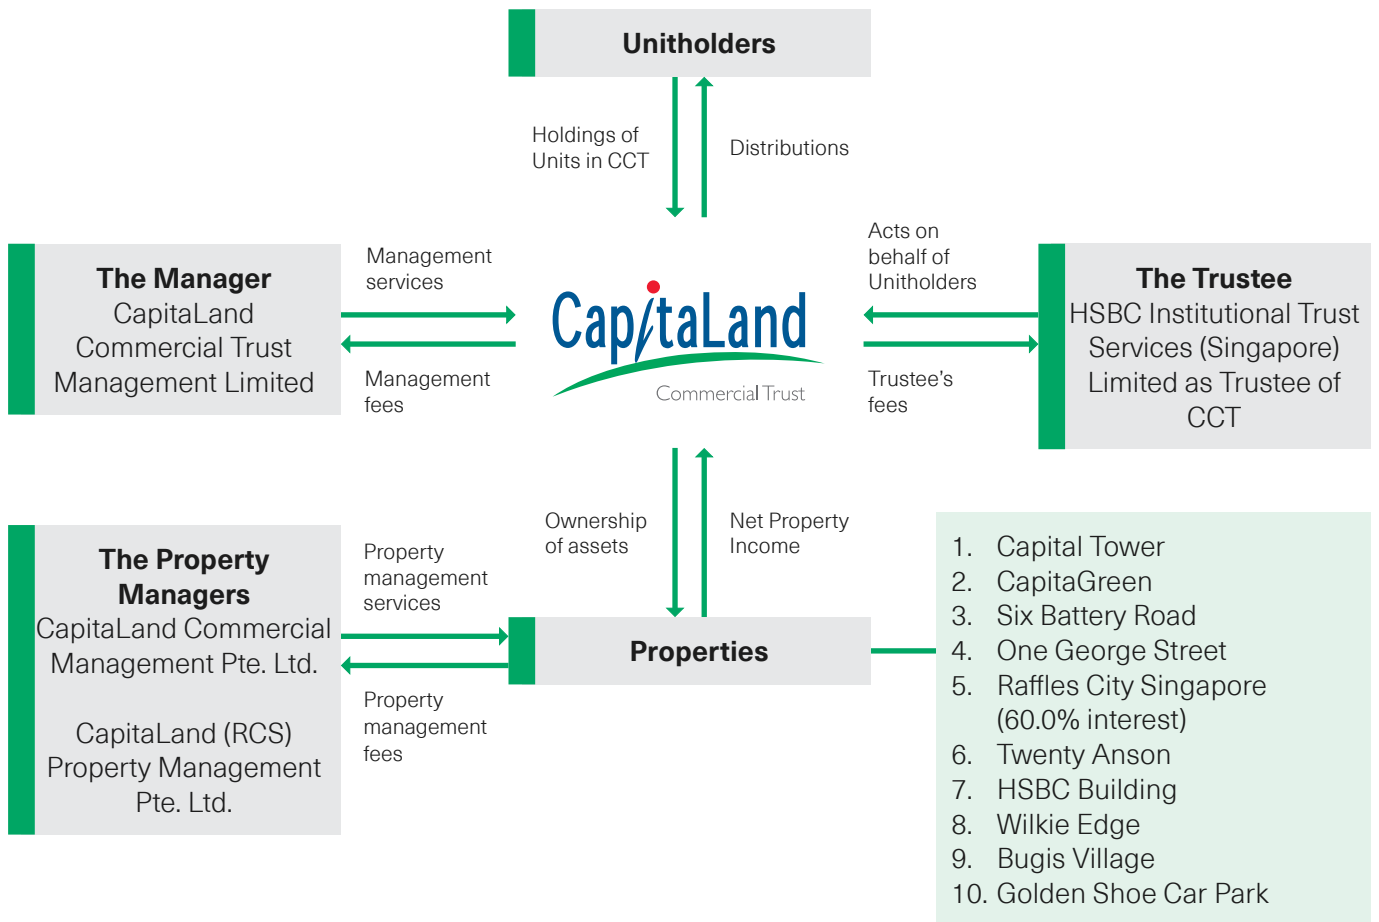 Unitholders
Holdings of
Units in CCT
Distributions
The Manager
CapitaLand
Commercial Trust
Management Limited
Management
services
Management
fees
CapitaLand
Commercial Trust
Acts on
behalf of
Unitholders
Trustee's
fees
The Trustee
HSBC Institutional Trust
Services (Singapore)
Limited as Trustee of
CCT
Ownership
of assets
Net Property
Income
The Property
Managers
CapitaLand Commercial
Management Pte. Ltd.
CapitaLand (RCS)
Property Management
Pte. Ltd.
Property
management
services
Property
management
fees
Properties
1. Capital Tower
2. CapitaGreen
3. Six Battery Road
4. One George Street
5. Raffles City Singapore
(60.0% interest)
6. Twenty Anson
7. HSBC Building
8. Wilkie Edge
9. Bugis Village
10. Golden Shoe Car Park